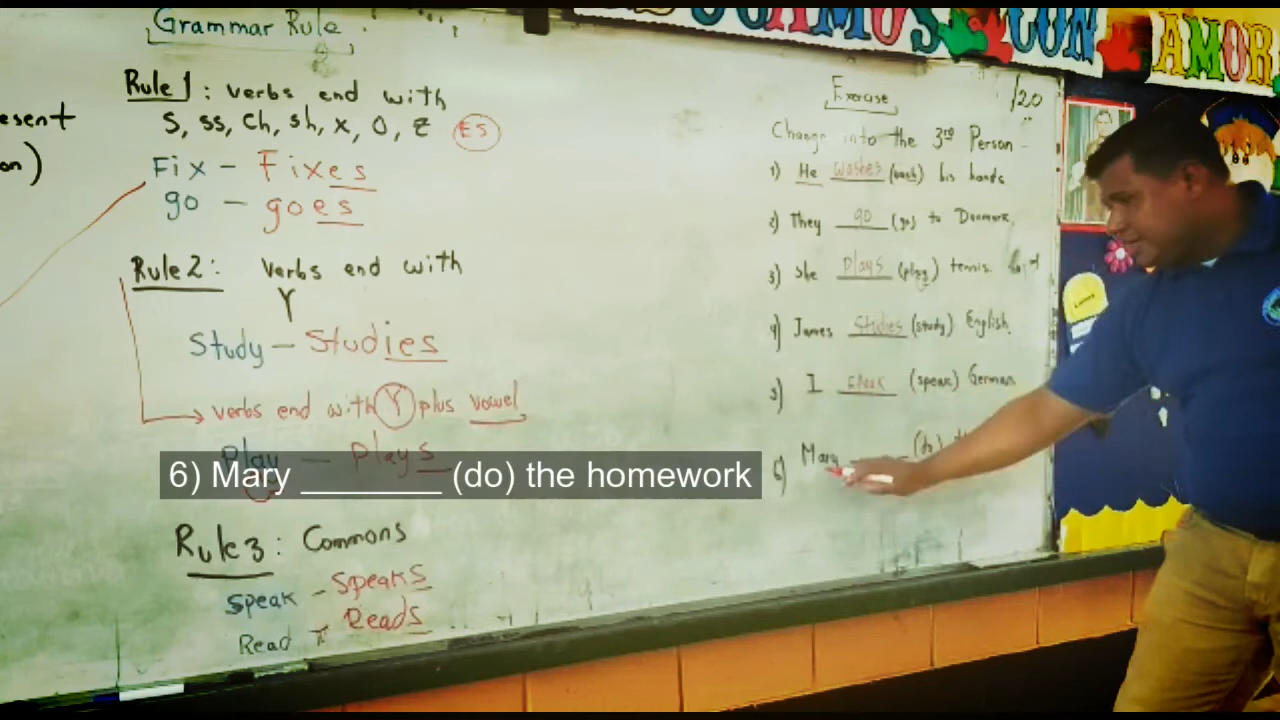 Grammar Rule
esent
on)
Rule 1: verbs end with
s, ss, ch, sh, x, o, z ES
Fix - Fixes
go - goes
Rule 2: verbs end with
Y
Study - Studies
verbs end with Y plus vowel
Play - plays
Rule 3: Commons
Speak - Speaks
Read - Reads
CON AMOR
Exercise /20
Change into the 3rd Person -
1) He washes (wash) his hands
2) They go (go) to Denmark.
3) She plays (play) tennis.
4) James Studies (study) English.
5) I speak (speak) German
6) Mary (do)
6) Mary ________ (do) the homework